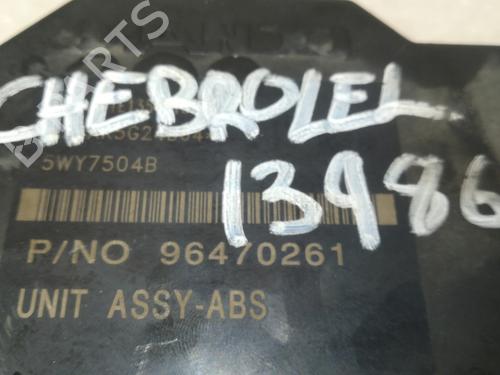 CHEBROLEL
13986
5WY7504B
P/NO 96470261
UNIT ASSY-ABS